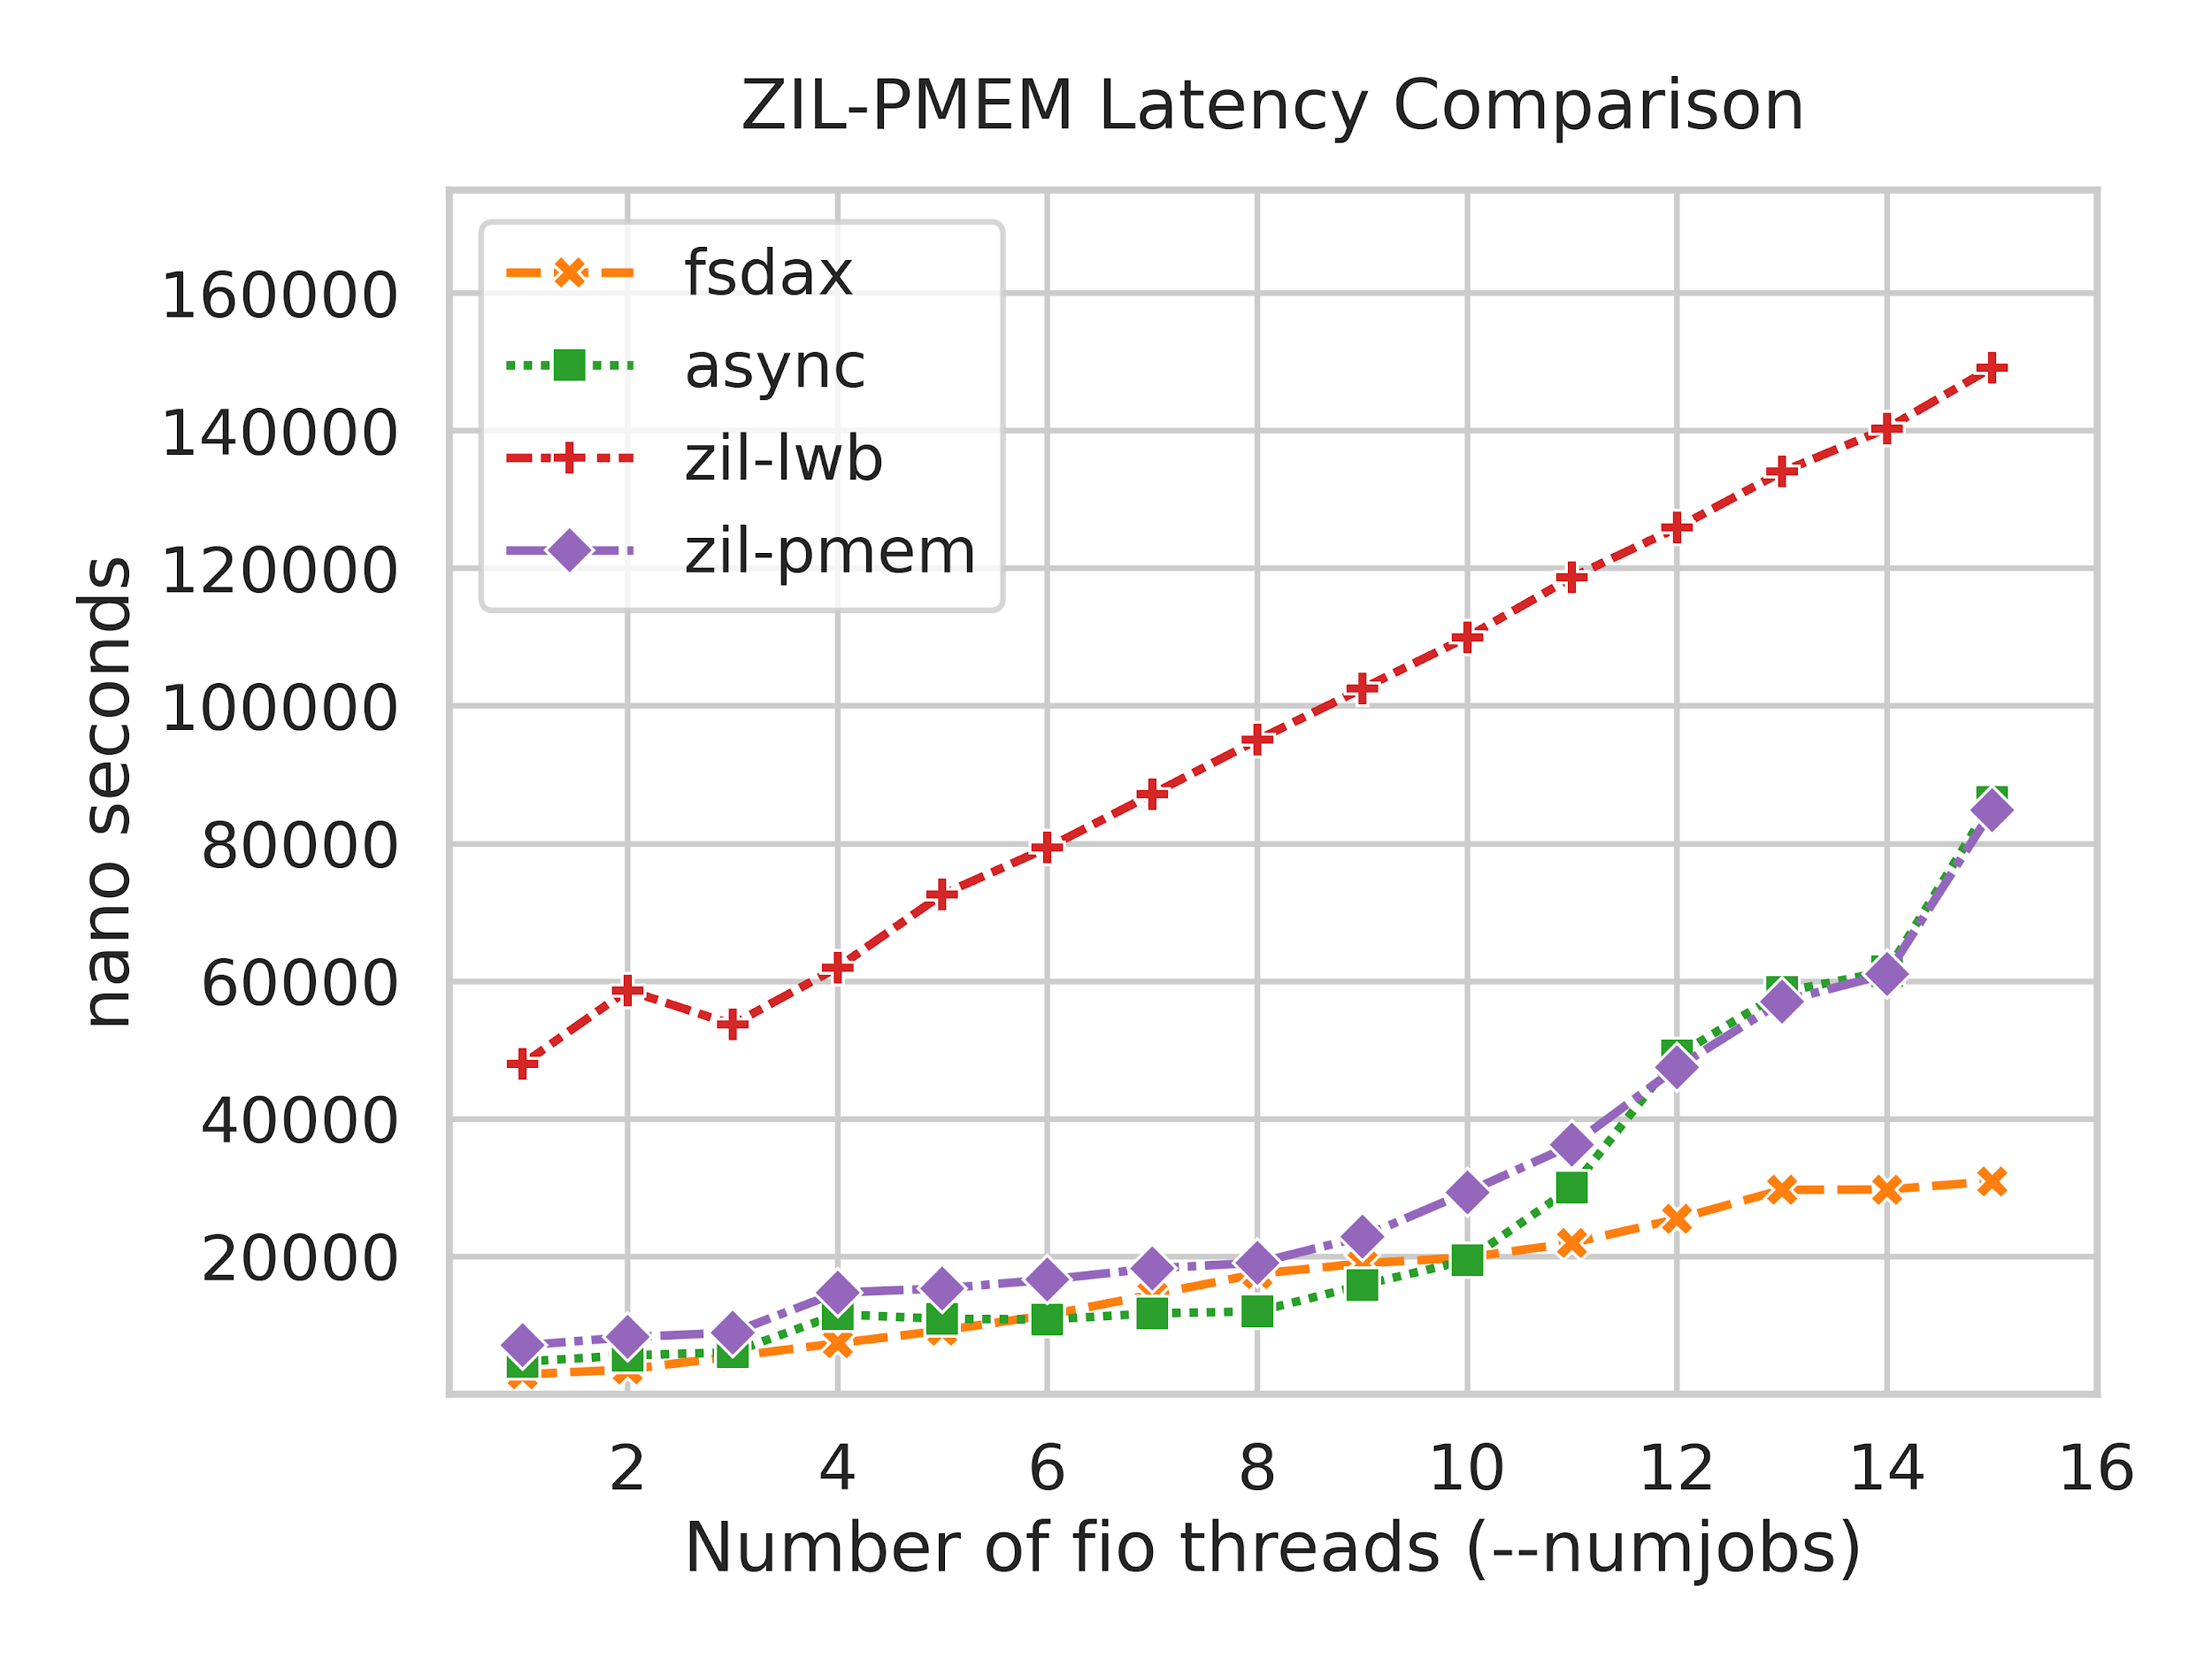 ZIL-PMEM Latency Comparison
fsdax
async
zil-lwb
zil-pmem
nano seconds
160000
140000
120000
100000
80000
60000
40000
20000
2 4 6 8 10 12 14 16
Number of fio threads (--numjobs)